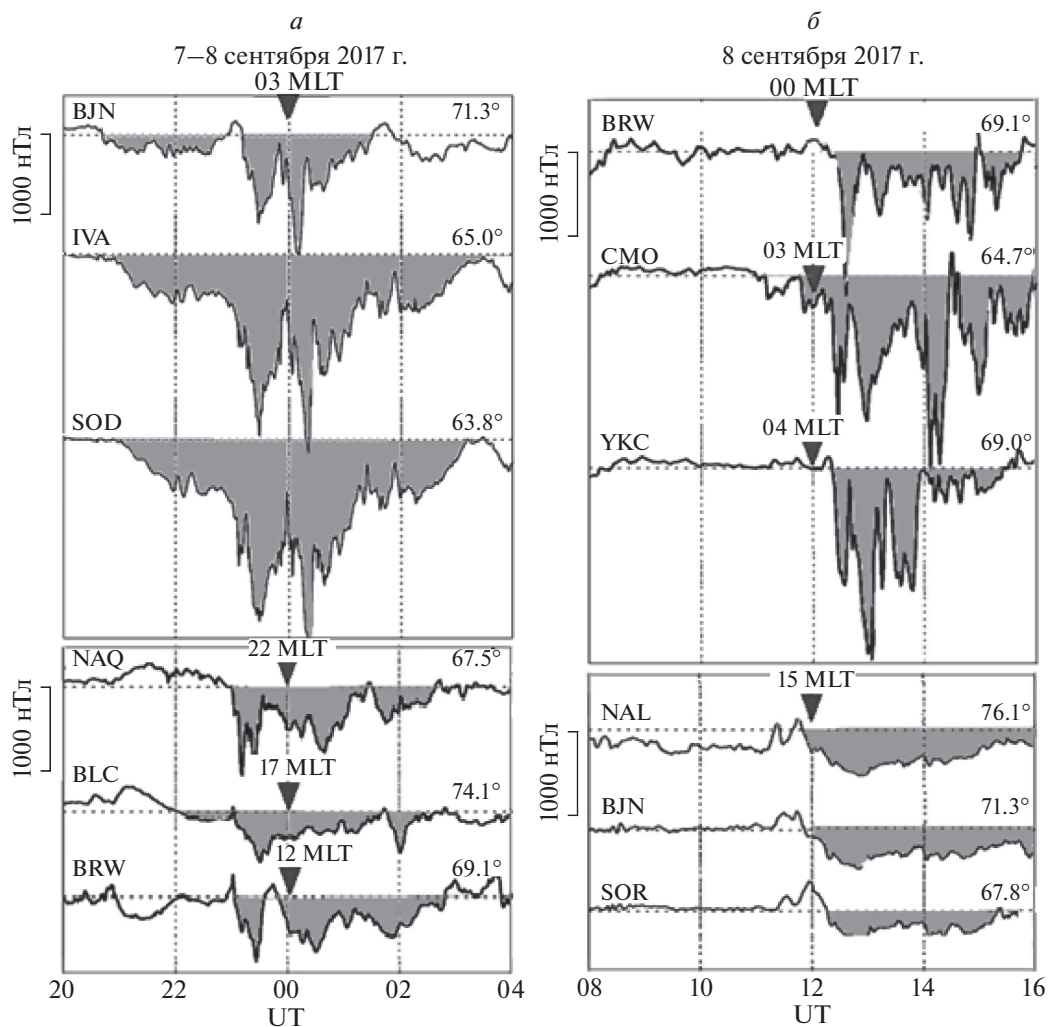 а
7–8 сентября 2017 г.
03 MLT
BJN 71.3°
1000 нТл
IVA 65.0°
SOD 63.8°
22 MLT
NAQ 67.5°
1000 нТл
17 MLT
BLC 74.1°
12 MLT
BRW 69.1°
20 22 00 02 04
UT
б
8 сентября 2017 г.
00 MLT
BRW 69.1°
1000 нТл
03 MLT
CMO 64.7°
04 MLT
YKC 69.0°
15 MLT
NAL 76.1°
1000 нТл
BJN 71.3°
SOR 67.8°
08 10 12 14 16
UT